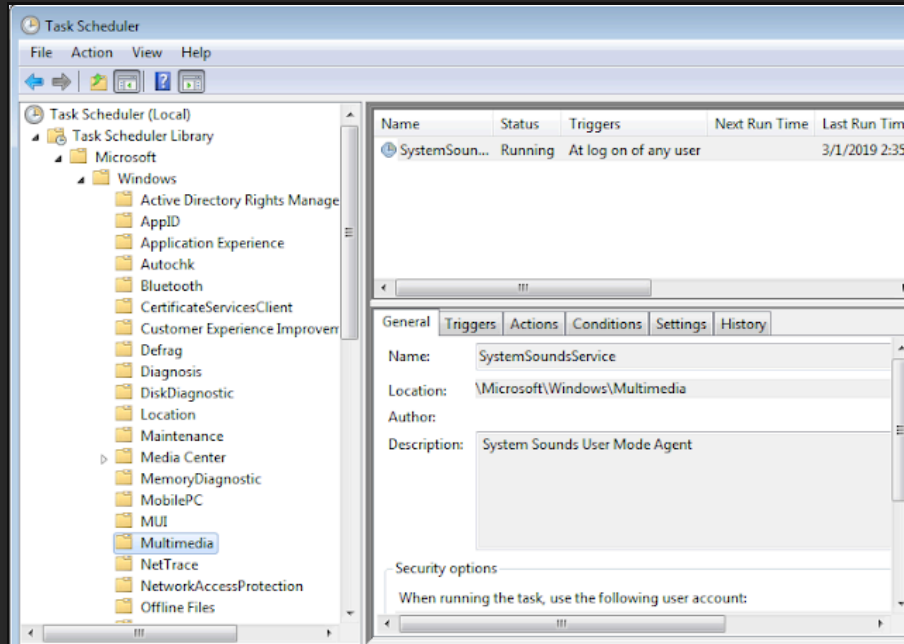 Task Scheduler
File Action View Help
Task Scheduler (Local)
Task Scheduler Library
Microsoft
Windows
Active Directory Rights Manage
AppID
Application Experience
Autochk
Bluetooth
CertificateServicesClient
Customer Experience Improvem
Defrag
Diagnosis
DiskDiagnostic
Location
Maintenance
Media Center
MemoryDiagnostic
MobilePC
MUI
Multimedia
NetTrace
NetworkAccessProtection
Offline Files
Name Status Triggers Next Run Time Last Run Tim
SystemSoun... Running At log on of any user 3/1/2019 2:35
General Triggers Actions Conditions Settings History
Name: SystemSoundsService
Location: \Microsoft\Windows\Multimedia
Author:
Description: System Sounds User Mode Agent
Security options
When running the task, use the following user account: